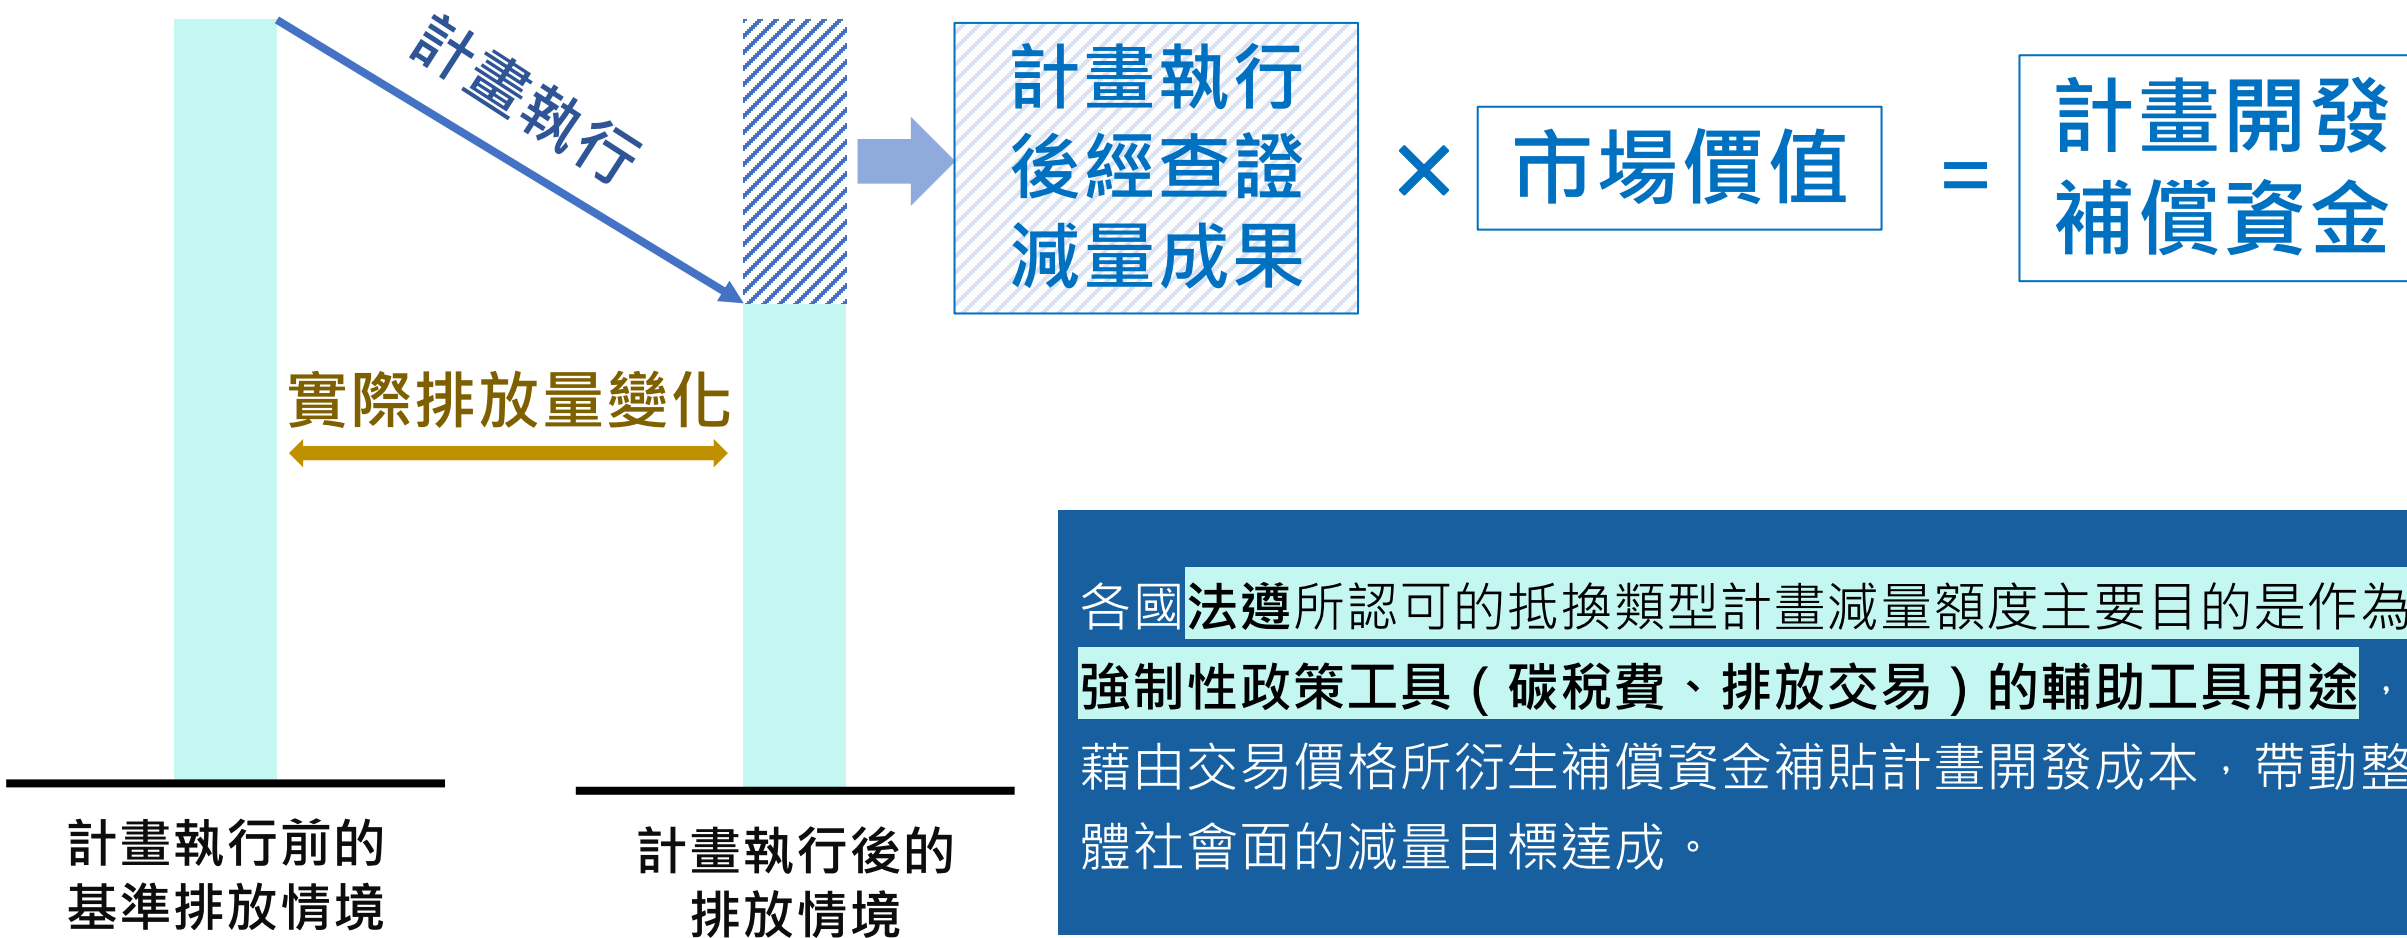 計畫執行
計畫執行
後經查證
減量成果
×
市場價值
=
計畫開發
補償資金
實際排放量變化
計畫執行前的
基準排放情境
計畫執行後的
排放情境
各國法遵所認可的抵換類型計畫減量額度主要目的是作為
強制性政策工具（碳稅費、排放交易）的輔助工具用途，
藉由交易價格所衍生補償資金補貼計畫開發成本，帶動整
體社會面的減量目標達成。